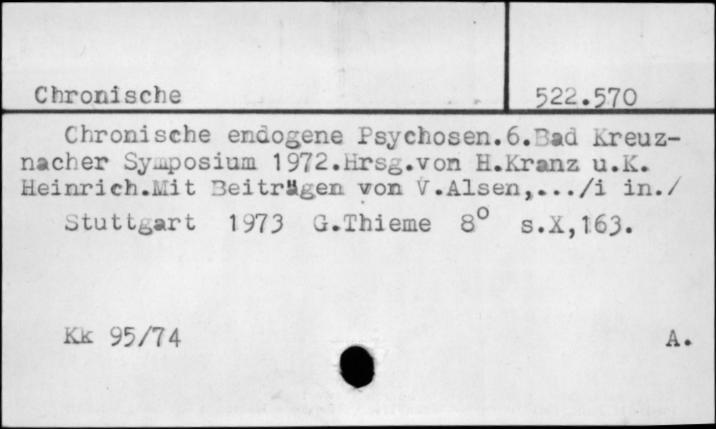 Chronische
522.570
Chronische endogene Psychosen.6.Bad Kreuz-
nacher Symposium 1972.Hrsg.von H.Kranz u.K.
Heinrich.Mit Beiträgen von V.Alsen,.../i in./
Stuttgart 1973 G.Thieme 8° s.X,163.
Kk 95/74
A.